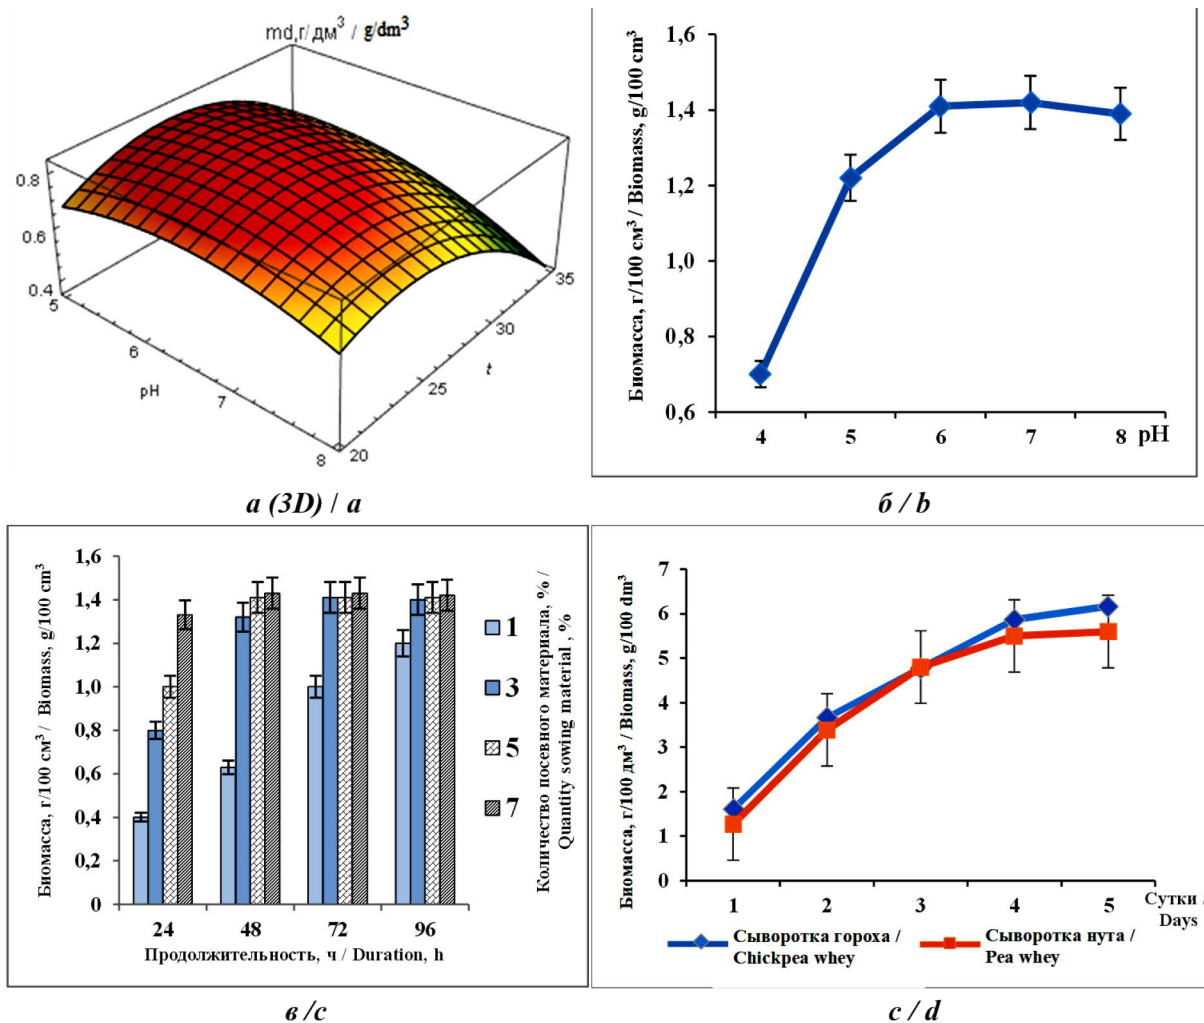 md,г/дм³ / g/dm³
0.8
0.6
0.4
5
6
7
8
pH
20
25
30
35
t
a (3D) / a
Биомасса, г/100 см³ / Biomass, g/100 cm³
1,6
1,4
1,2
1,0
0,8
0,6
4 5 6 7 8 pH
б / b
Биомасса, г/100 см³ / Biomass, g/100 cm³
1,6
1,4
1,2
1,0
0,8
0,6
0,4
0,2
0
24 48 72 96
Продолжительность, ч / Duration, h
1
3
5
7
Количество посевного материала, % /
Quantity sowing material , %
в /c
Биомасса, г/100 дм³ / Biomass, g/100 dm³
7
6
5
4
3
2
1
0
1 2 3 4 5
Сутки /
Days
Сыворотка гороха /
Chickpea whey
Сыворотка нута /
Pea whey
с / d